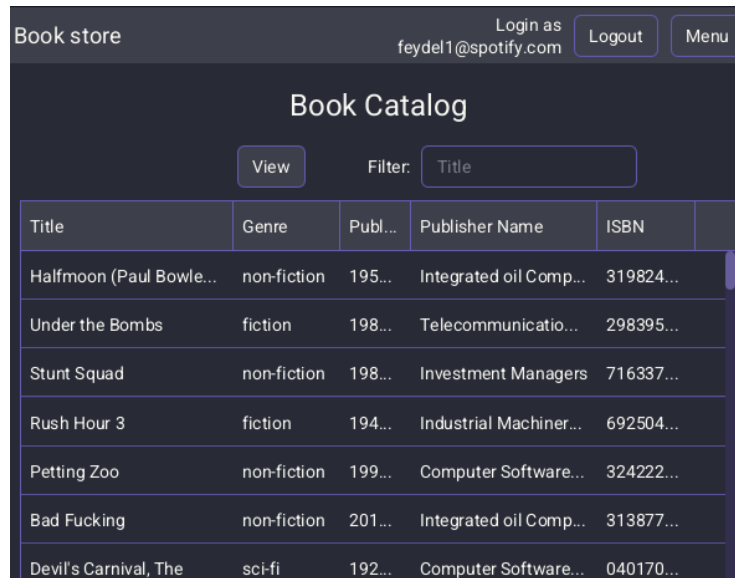 Book store
Login as
feydel1@spotify.com
Logout
Menu
Book Catalog
View
Filter:
Title
Title Genre Publ... Publisher Name ISBN
Halfmoon (Paul Bowle... non-fiction 195... Integrated oil Comp... 319824...
Under the Bombs fiction 198... Telecommunicatio... 298395...
Stunt Squad non-fiction 198... Investment Managers 716337...
Rush Hour 3 fiction 194... Industrial Machiner... 692504...
Petting Zoo non-fiction 199... Computer Software... 324222...
Bad Fucking non-fiction 201... Integrated oil Comp... 313877...
Devil's Carnival, The sci-fi 192... Computer Software... 040170...